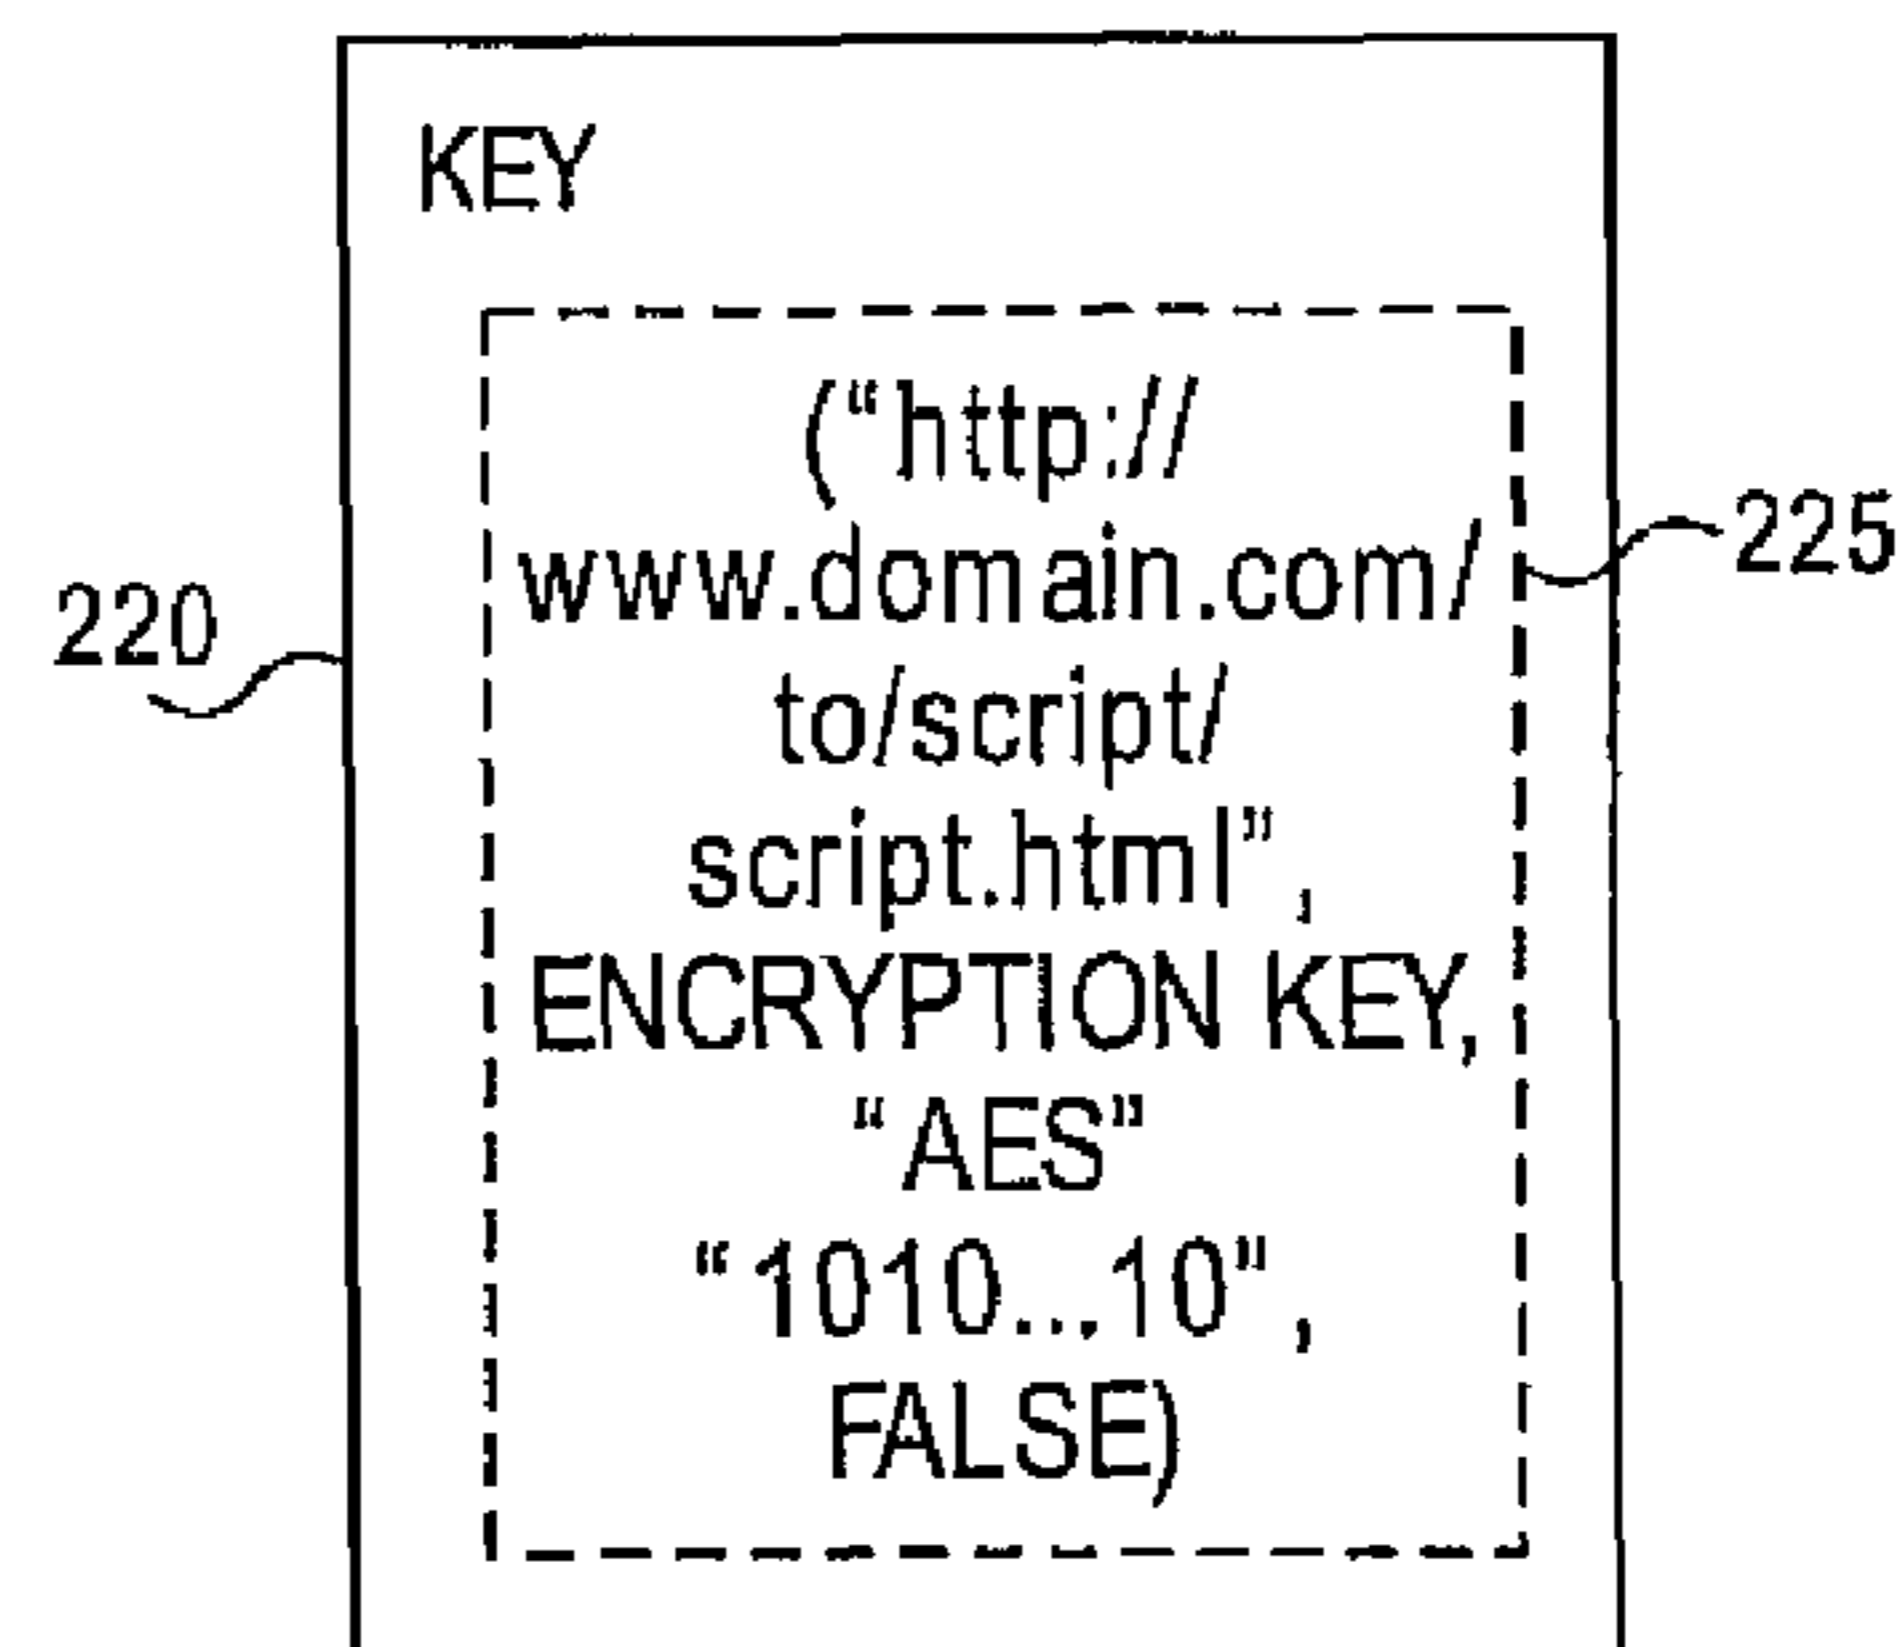 KEY
(“http://
www.domain.com/
to/script/
script.html”,
ENCRYPTION KEY,
“AES”
“1010...10”,
FALSE)
220
225